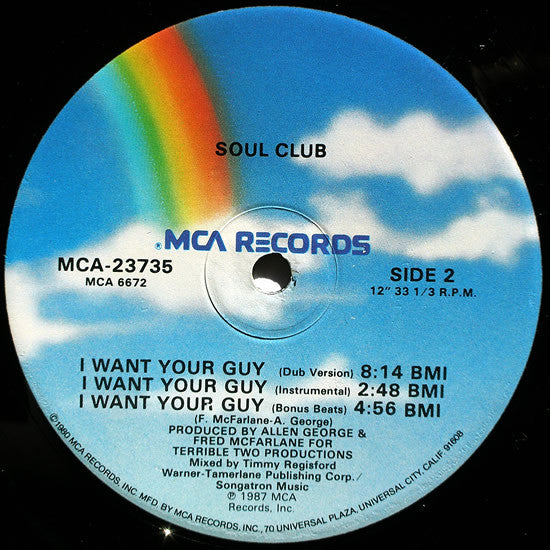 SOUL CLUB
® MCA RECORDS
MCA-23735
MCA 6672
SIDE 2
12" 33 1/3 R.P.M.
I WANT YOUR GUY (Dub Version) 8:14 BMI
I WANT YOUR GUY (Instrumental) 2:48 BMI
I WANT YOUR GUY (Bonus Beats) 4:56 BMI
(F. McFarlane-A. George)
PRODUCED BY ALLEN GEORGE &
FRED MCFARLANE FOR
TERRIBLE TWO PRODUCTIONS
Mixed by Timmy Regisford
Warner-Tamerlane Publishing Corp./
Songatron Music
℗ 1987 MCA
Records, Inc.
©1980 MCA RECORDS, INC. MFD BY MCA RECORDS, INC., 70 UNIVERSAL PLAZA, UNIVERSAL CITY, CALIF. 91608